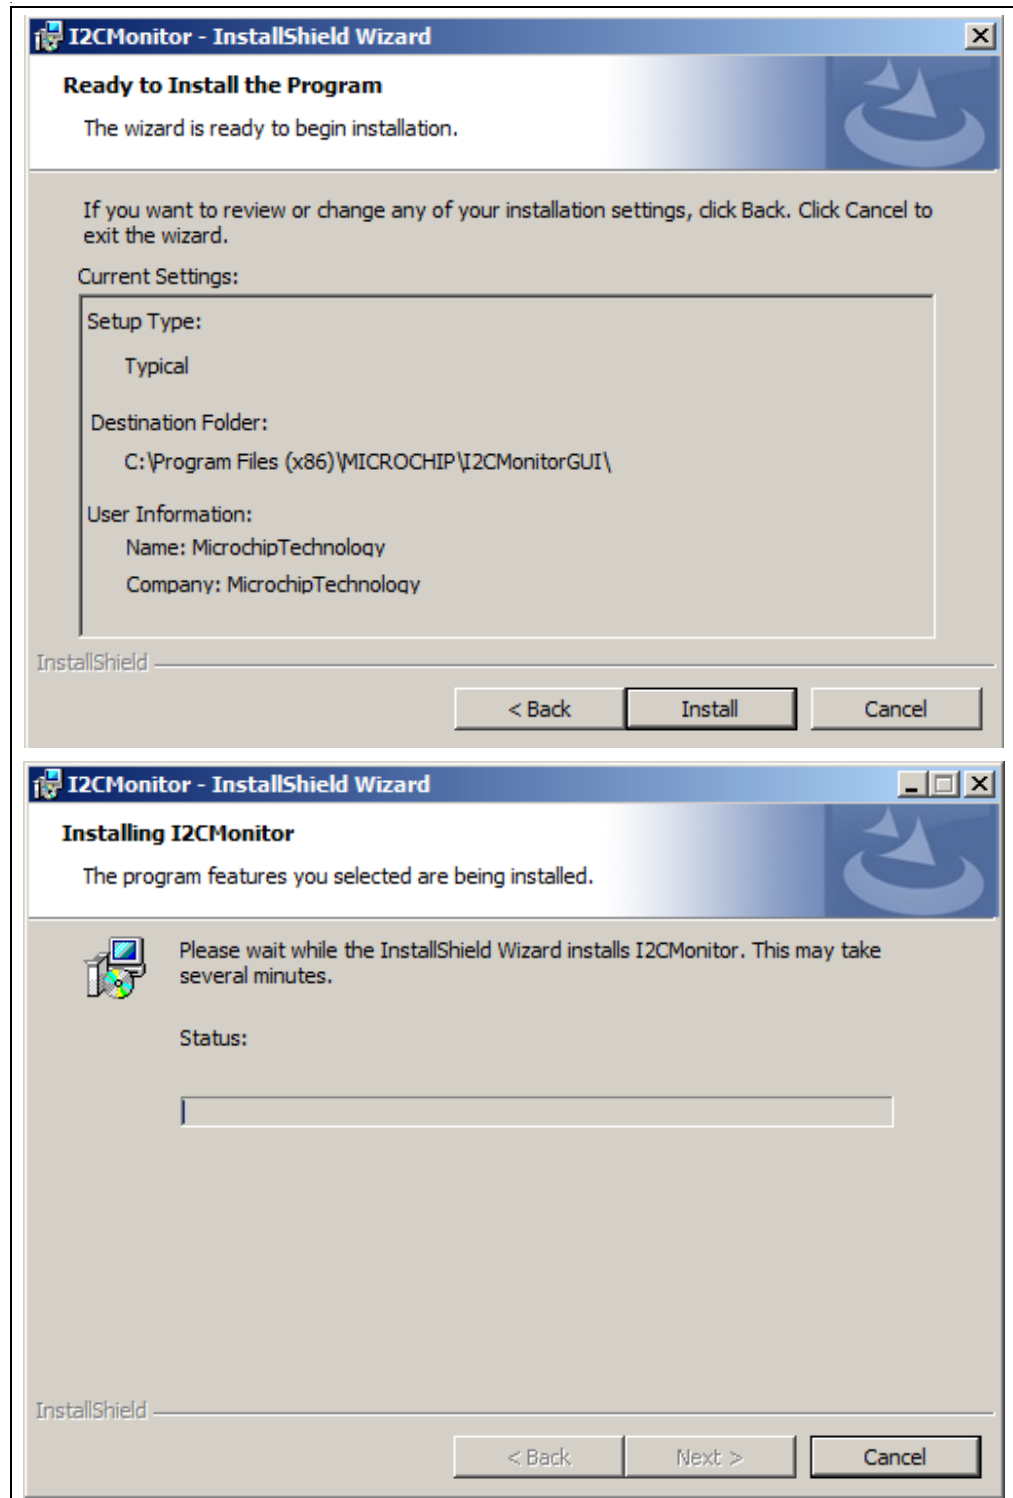 I2CMonitor - InstallShield Wizard
Ready to Install the Program
The wizard is ready to begin installation.
If you want to review or change any of your installation settings, click Back. Click Cancel to
exit the wizard.
Current Settings:
Setup Type:
Typical
Destination Folder:
C:\Program Files (x86)\MICROCHIP\I2CMonitorGUI\
User Information:
Name: MicrochipTechnology
Company: MicrochipTechnology
InstallShield
< Back
Install
Cancel
I2CMonitor - InstallShield Wizard
Installing I2CMonitor
The program features you selected are being installed.
Please wait while the InstallShield Wizard installs I2CMonitor. This may take
several minutes.
Status:
InstallShield
< Back
Next >
Cancel